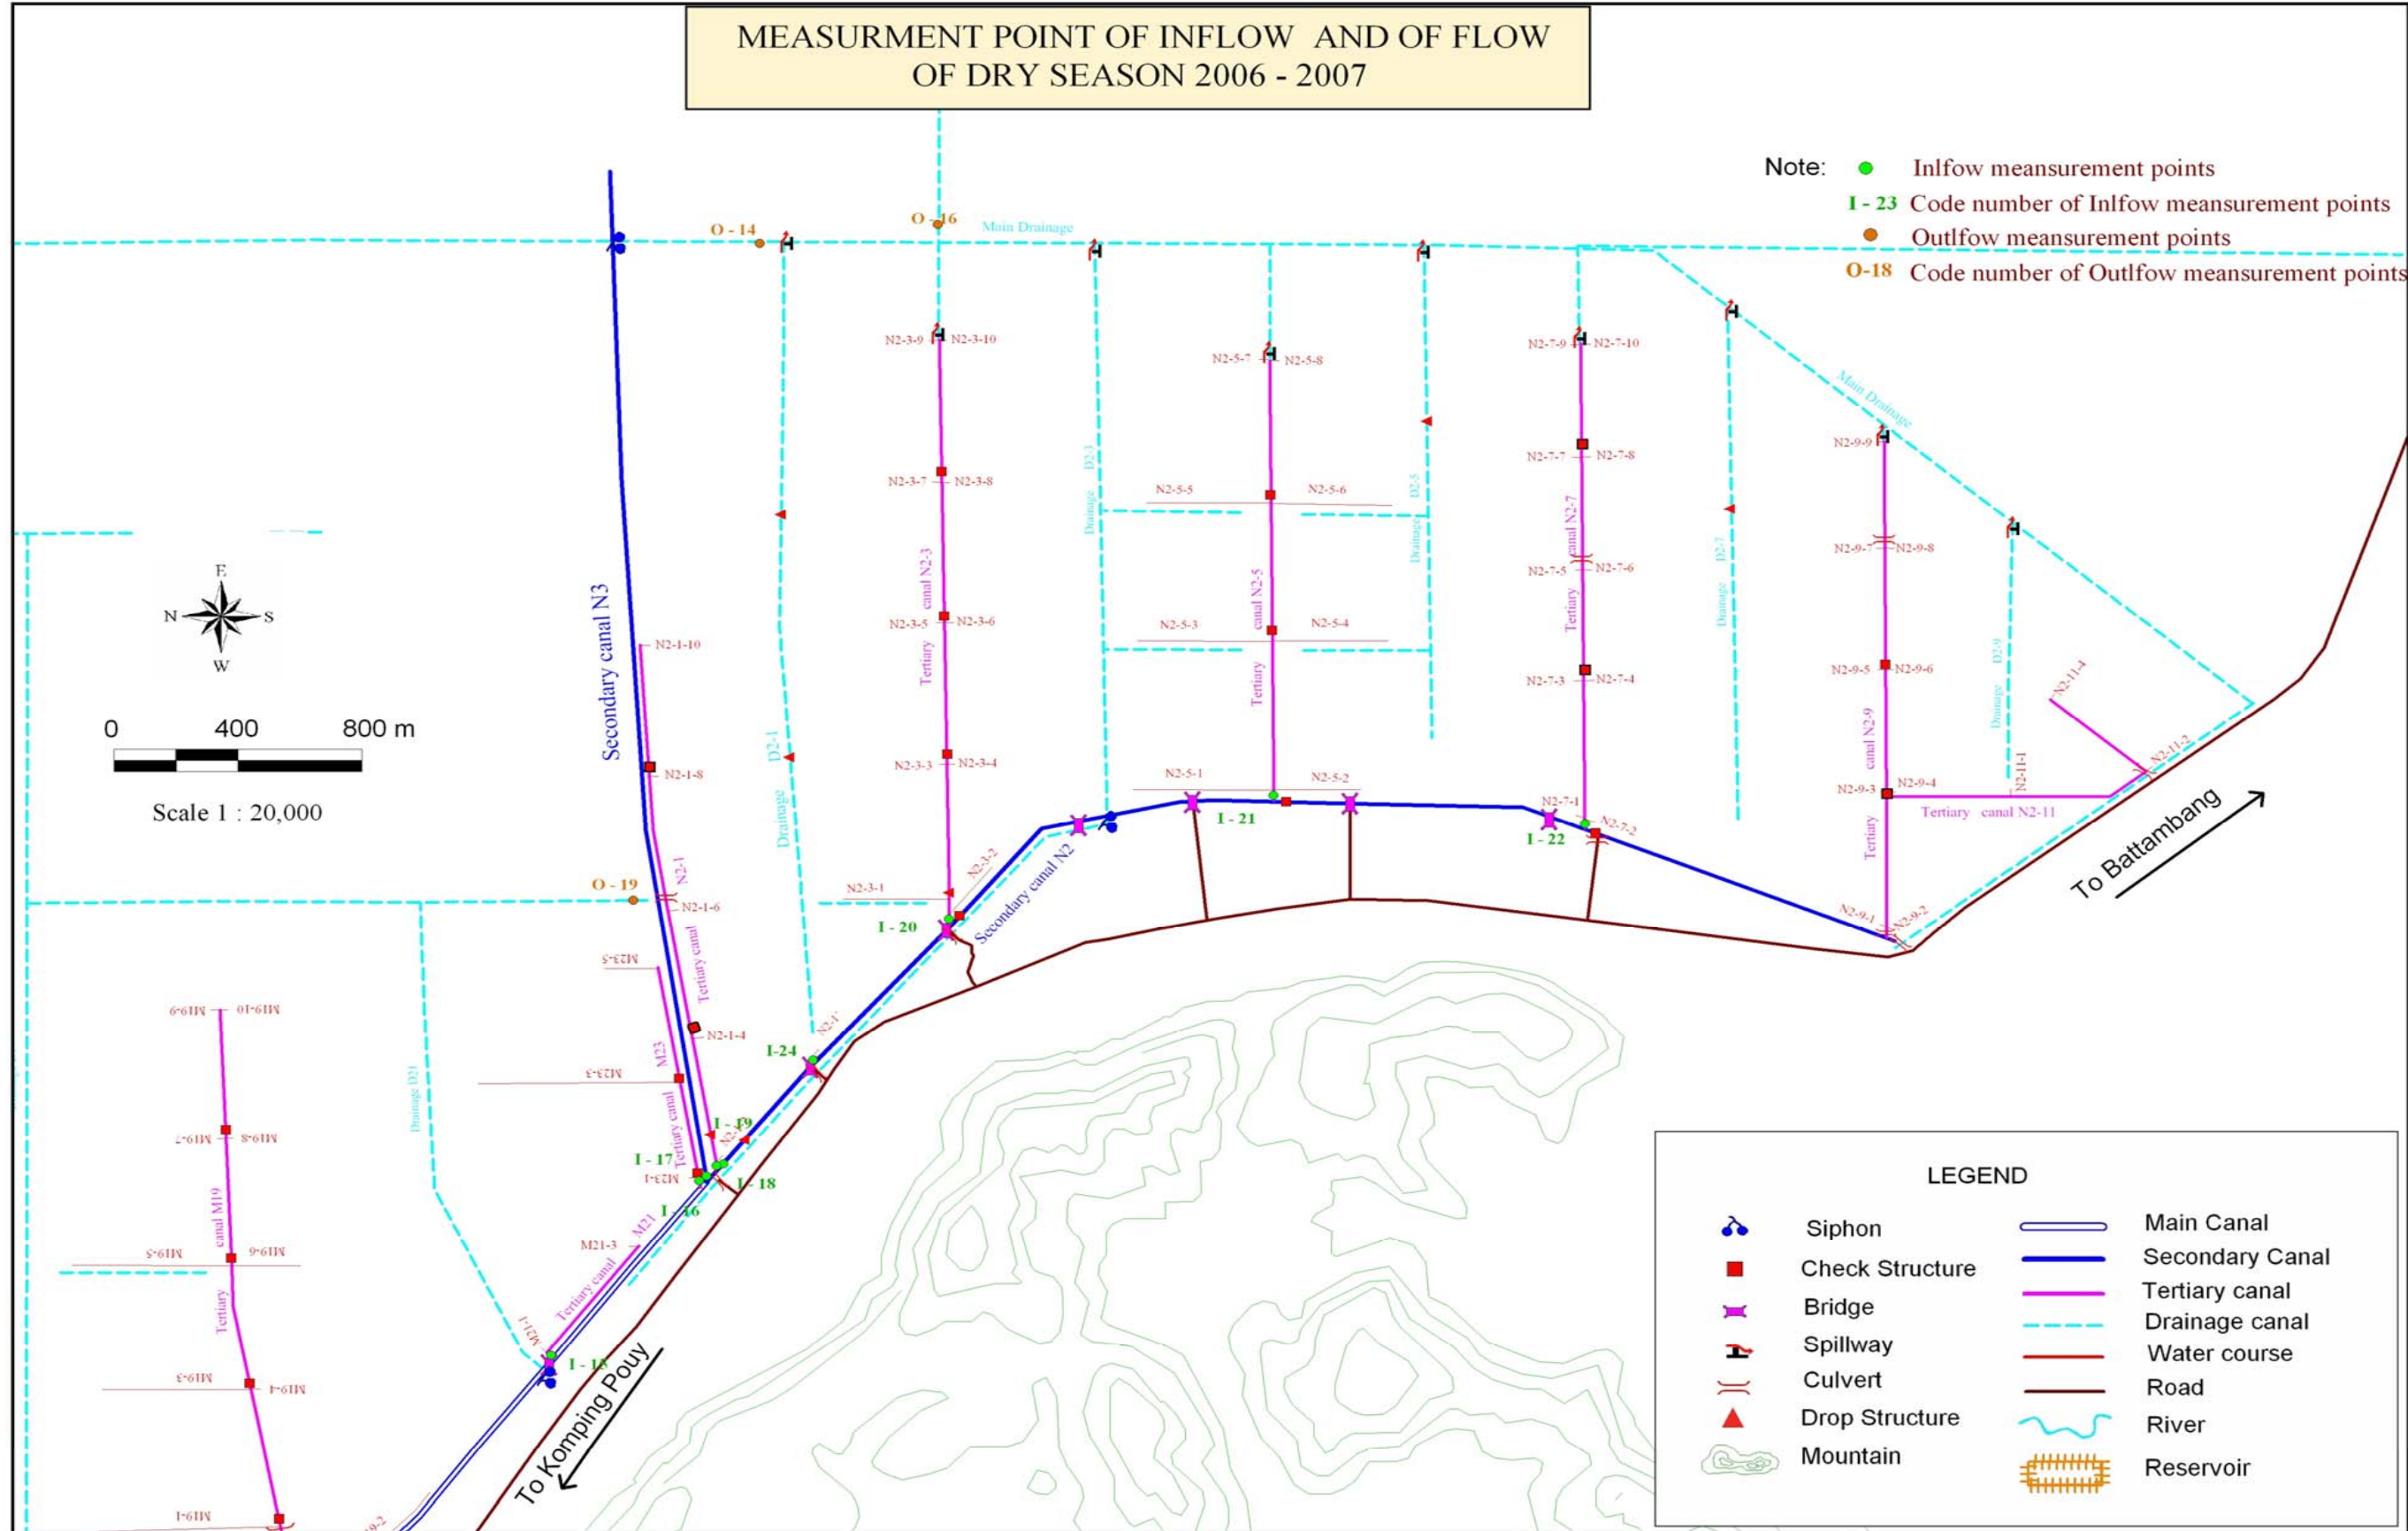 MEASURMENT POINT OF INFLOW AND OF FLOW
OF DRY SEASON 2006 - 2007
Note:
Inlfow meansurement points
I - 23 Code number of Inlfow meansurement points
Outlfow meansurement points
O-18 Code number of Outlfow meansurement points
O - 14
O - 16
Main Drainage
N2-3-9
N2-3-10
N2-5-7
N2-5-8
N2-7-9
N2-7-10
Main Drainage
N2-9-9
N2-3-7
N2-3-8
N2-5-5
N2-5-6
N2-7-7
N2-7-8
Drainage D2-3
Drainage D2-5
Tertiary canal N2-7
N2-7-5
N2-7-6
N2-9-7
N2-9-8
E
N
S
W
Secondary canal N3
Tertiary canal N2-3
N2-3-5
N2-3-6
Tertiary canal N2-5
N2-5-3
N2-5-4
Drainage D2-7
N2-1-10
N2-7-3
N2-7-4
N2-9-5
N2-9-6
Drainage D2-9
N2-11-4
0 400 800 m
Scale 1 : 20,000
N2-1-8
Drainage D2-1
N2-3-3
N2-3-4
N2-5-1
N2-5-2
I - 21
N2-7-1
N2-7-2
I - 22
Tertiary canal N2-9
N2-9-3
N2-9-4
N2-11-1
N2-11-2
Tertiary canal N2-11
To Battambang
O - 19
Tertiary canal N2-1
N2-1-6
N2-3-1
N2-3-2
I - 20
Secondary canal N2
N2-9-1
N2-9-2
M23-5
M19-9
M19-10
N2-1-4
I-24
Drainage D21
M23-3
Tertiary canal M23
M19-7
M19-8
I - 19
I - 17
M23-1
I - 18
I - 16
Tertiary canal M19
M19-5
M19-6
M21-3
Tertiary canal M21
M21-1
I - 15
M19-3
M19-4
To Komping Pouy
M19-1
LEGEND
Siphon
Main Canal
Check Structure
Secondary Canal
Bridge
Tertiary canal
Spillway
Drainage canal
Culvert
Water course
Drop Structure
Road
Mountain
River
Reservoir